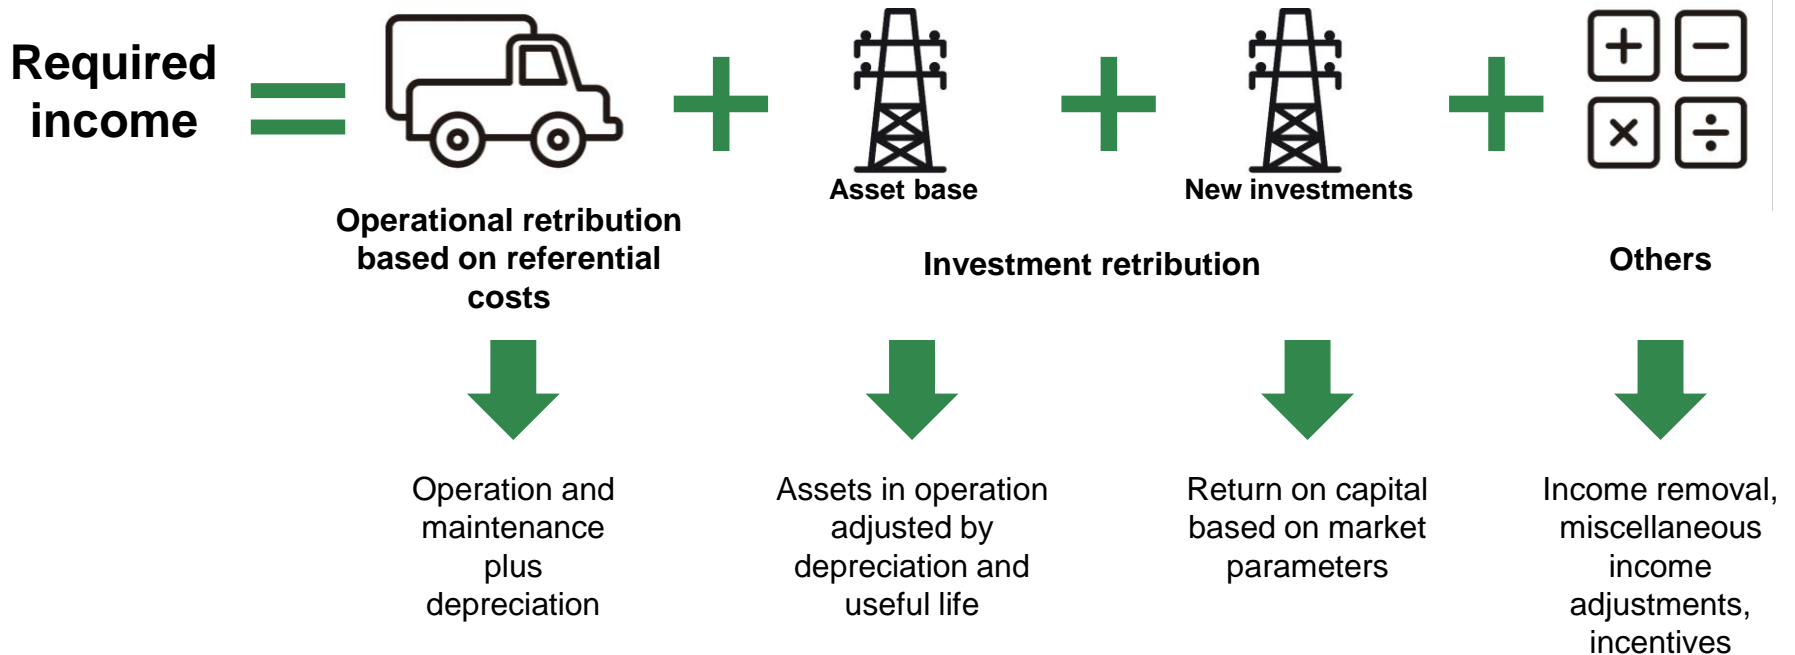 Required
income
Asset base
New investments
Operational retribution
based on referential
costs
Investment retribution
Others
Operation and
maintenance
plus
depreciation
Assets in operation
adjusted by
depreciation and
useful life
Return on capital
based on market
parameters
Income removal,
miscellaneous
income
adjustments,
incentives